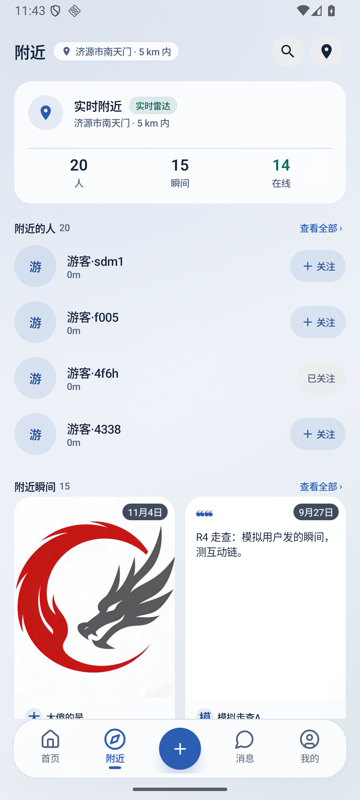 11:43
附近
济源市南天门 · 5 km 内
实时附近
实时雷达
济源市南天门 · 5 km 内
20
15
14
人
瞬间
在线
附近的人 20
查看全部 ›
游
游客·sdm1
0m
+ 关注
游
游客·f005
0m
+ 关注
游
游客·4f6h
0m
已关注
游
游客·4338
0m
+ 关注
附近瞬间 15
查看全部 ›
11月4日
9月27日
R4 走查：模拟用户发的瞬间，
测互动链。
首页
附近
消息
我的